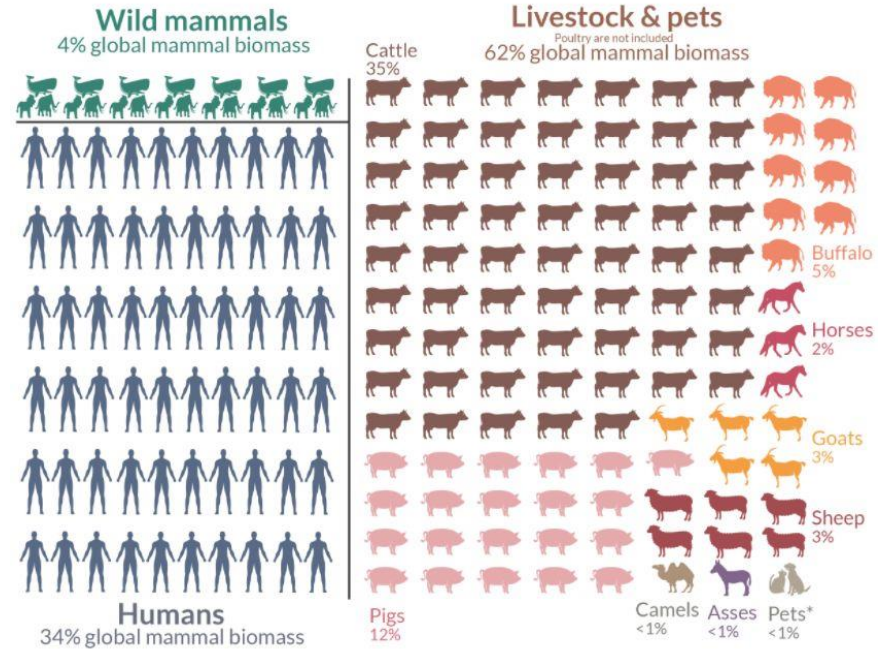 Wild mammals
4% global mammal biomass
Livestock & pets
Poultry are not included
62% global mammal biomass
Cattle
35%
Buffalo
5%
Horses
2%
Goats
3%
Sheep
3%
Pigs
12%
Camels
<1%
Asses
<1%
Pets*
<1%
Humans
34% global mammal biomass